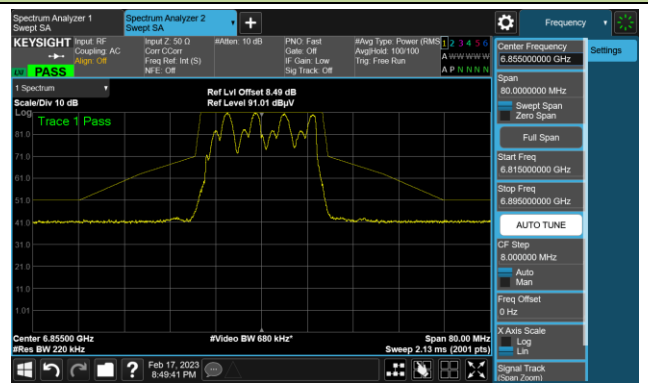 Spectrum Analyzer 1
Swept SA
Spectrum Analyzer 2
Swept SA
Frequency
KEYSIGHT
Input: RF
Coupling: AC
Align: Off
Input Z: 50 Ω
Corr CCorr
Freq Ref: Int (S)
NFE: Off
#Atten: 10 dB
PNO: Fast
Gate: Off
IF Gain: Low
Sig Track: Off
#Avg Type: Power (RMS
Avg|Hold: 100/100
Trig: Free Run
1 2 3 4 5 6
A W W W W W
A P N N N N
PASS
1 Spectrum
Scale/Div 10 dB
Log
Ref Lvl Offset 8.49 dB
Ref Level 91.01 dBµV
Trace 1 Pass
81.0
71.0
61.0
51.0
41.0
31.0
21.0
11.0
1.01
Center 6.85500 GHz
#Res BW 220 kHz
#Video BW 680 kHz*
Span 80.00 MHz
Sweep 2.13 ms (2001 pts)
Center Frequency
6.855000000 GHz
Settings
Span
80.0000000 MHz
Swept Span
Zero Span
Full Span
Start Freq
6.815000000 GHz
Stop Freq
6.895000000 GHz
AUTO TUNE
CF Step
8.000000 MHz
Auto
Man
Freq Offset
0 Hz
X Axis Scale
Log
Lin
Signal Track
(Span Zoom)
Feb 17, 2023
8:49:41 PM